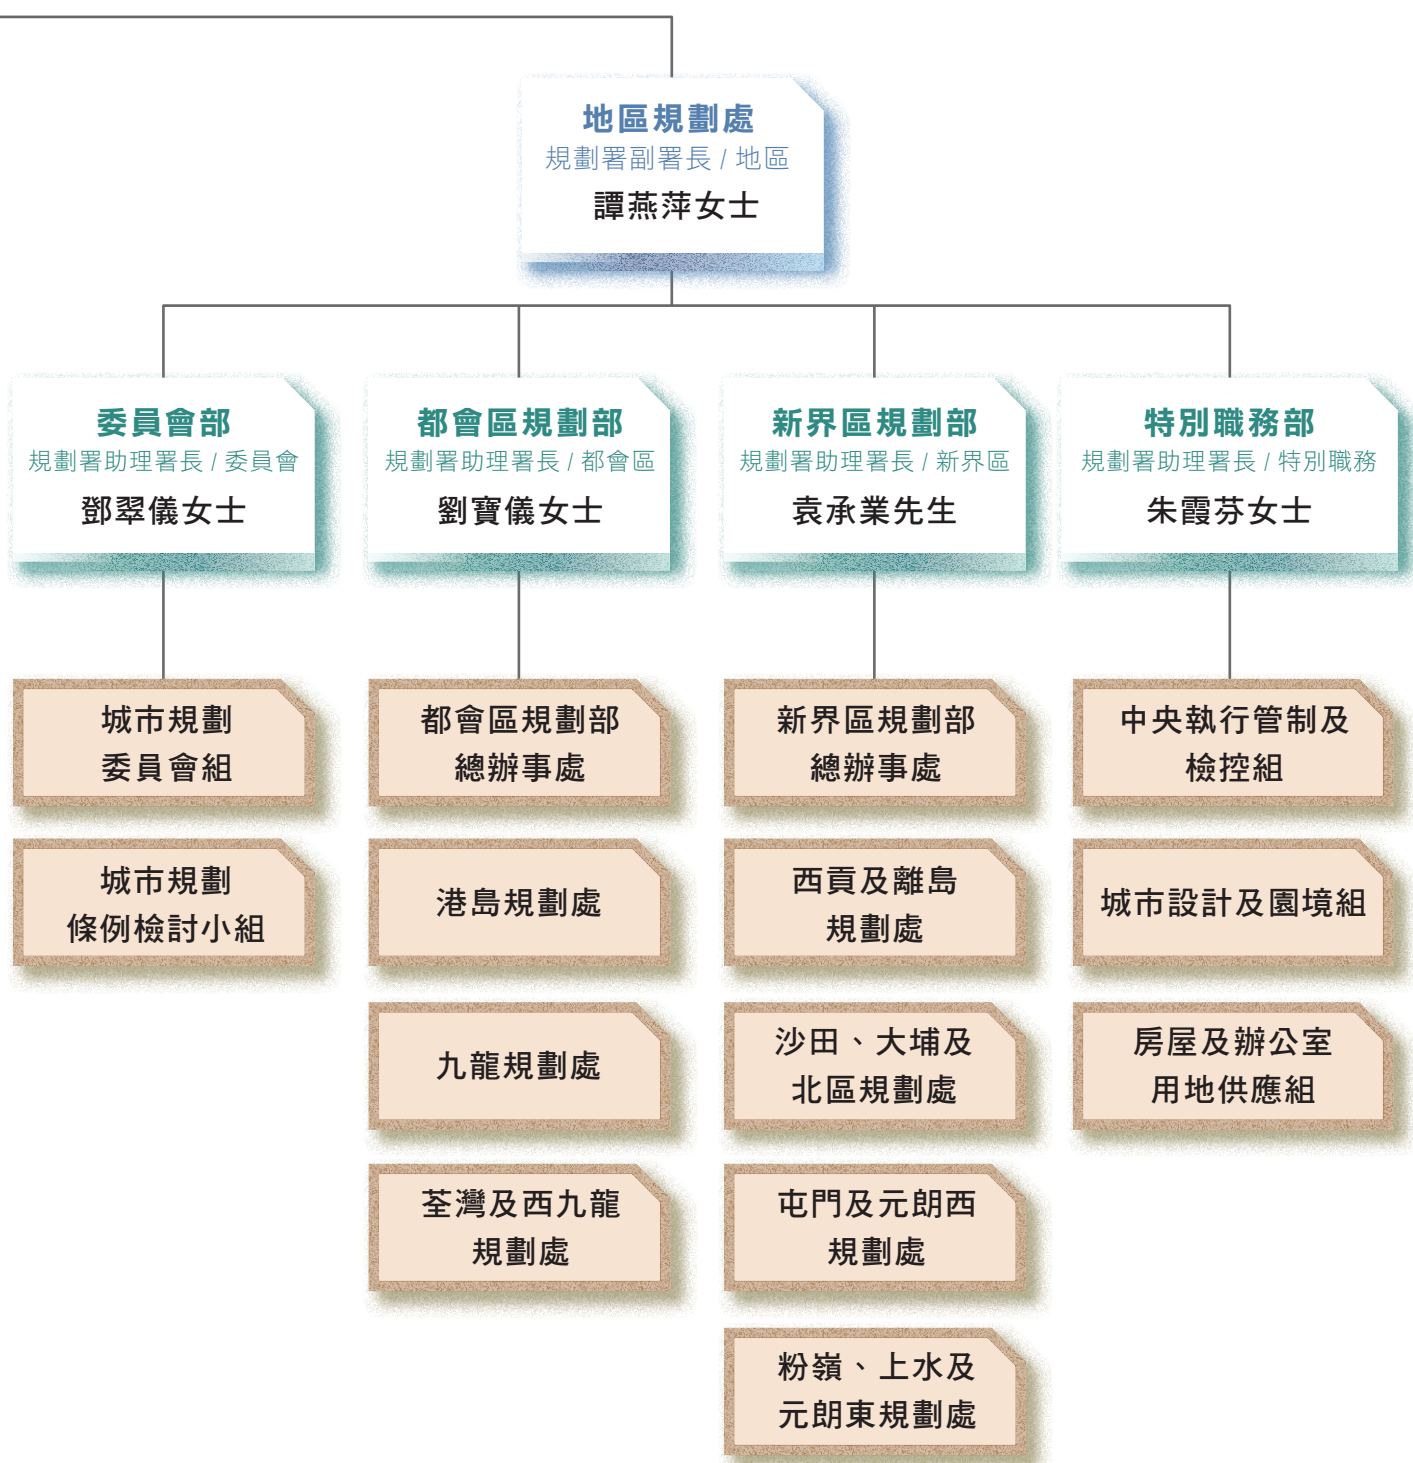 地區規劃處
規劃署副署長 / 地區
譚燕萍女士
委員會部
規劃署助理署長 / 委員會
鄧翠儀女士
都會區規劃部
規劃署助理署長 / 都會區
劉寶儀女士
新界區規劃部
規劃署助理署長 / 新界區
袁承業先生
特別職務部
規劃署助理署長 / 特別職務
朱霞芬女士
城市規劃
委員會組
城市規劃
條例檢討小組
都會區規劃部
總辦事處
港島規劃處
九龍規劃處
荃灣及西九龍
規劃處
新界區規劃部
總辦事處
西貢及離島
規劃處
沙田、大埔及
北區規劃處
屯門及元朗西
規劃處
粉嶺、上水及
元朗東規劃處
中央執行管制及
檢控組
城市設計及園境組
房屋及辦公室
用地供應組